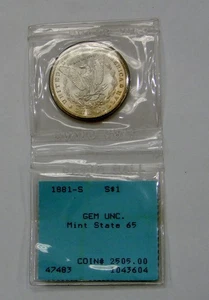 1881-S S$1
GEM UNC.
Mint State 65
COIN# 2505.00
47483 1043604